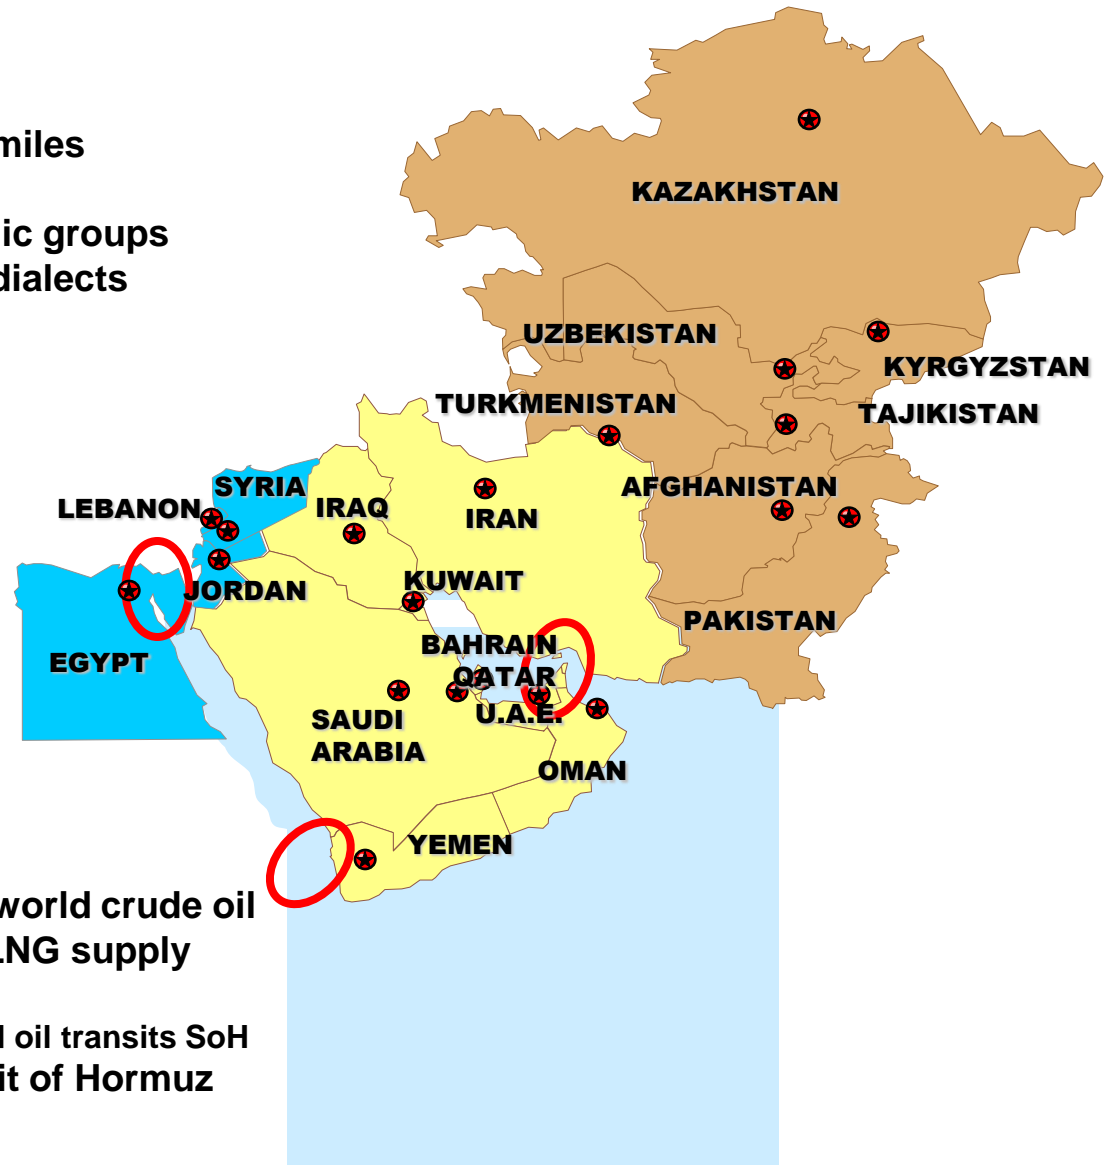 miles
KAZAKHSTAN
ic groups
dialects
UZBEKISTAN
KYRGYZSTAN
TURKMENISTAN
TAJIKISTAN
SYRIA
AFGHANISTAN
LEBANON
IRAQ
IRAN
KUWAIT
JORDAN
PAKISTAN
BAHRAIN
EGYPT
QATAR
U.A.E.
SAUDI
ARABIA
OMAN
YEMEN
world crude oil
LNG supply
l oil transits SoH
it of Hormuz